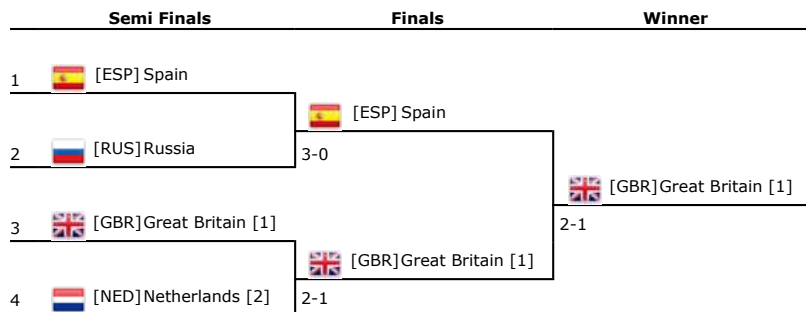 Semi Finals Finals Winner
1 [ESP] Spain
[ESP] Spain
2 [RUS] Russia 3-0
[GBR] Great Britain [1]
3 [GBR] Great Britain [1] 2-1
[GBR] Great Britain [1]
4 [NED] Netherlands [2] 2-1